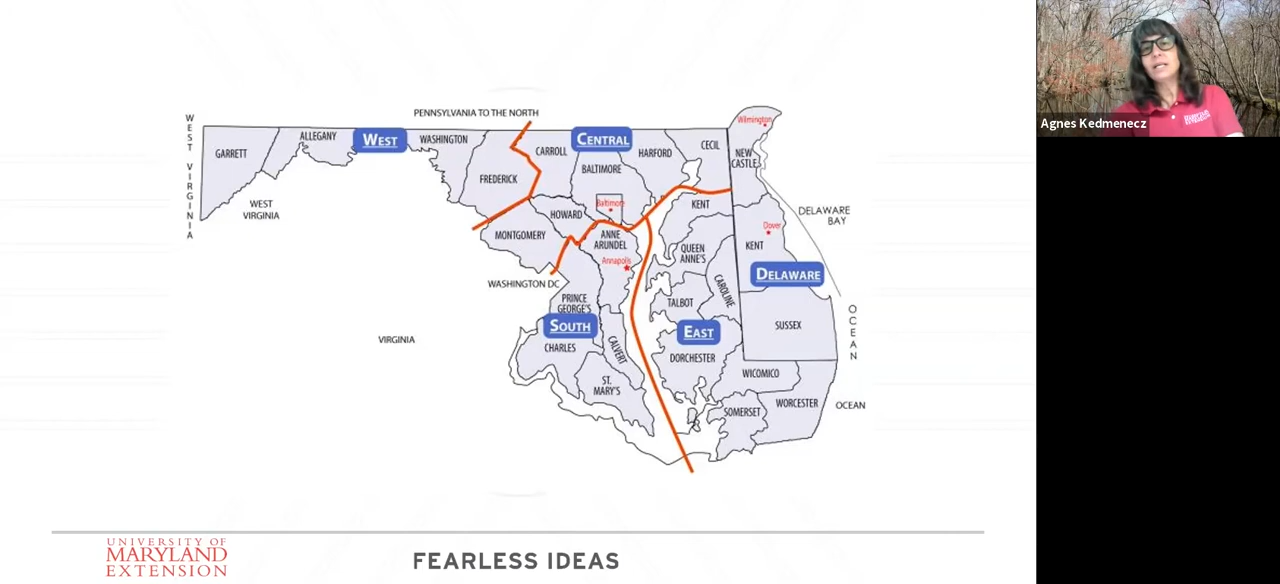 PENNSYLVANIA TO THE NORTH
WEST VIRGINIA
GARRETT
ALLEGANY
WEST
WASHINGTON
FREDERICK
CARROLL
CENTRAL
BALTIMORE
HARFORD
CECIL
NEW
CASTLE
Wilmington
WEST
VIRGINIA
MONTGOMERY
HOWARD
Baltimore
ANNE
ARUNDEL
Annapolis
KENT
QUEEN
ANNE'S
KENT
Dover
DELAWARE
BAY
DELAWARE
WASHINGTON DC
PRINCE
GEORGE'S
SOUTH
CHARLES
CALVERT
ST.
MARY'S
TALBOT
CAROLINE
EAST
DORCHESTER
SUSSEX
OCEAN
VIRGINIA
WICOMICO
SOMERSET
WORCESTER
OCEAN
UNIVERSITY OF
MARYLAND
EXTENSION
FEARLESS IDEAS
Agnes Kedmenecz